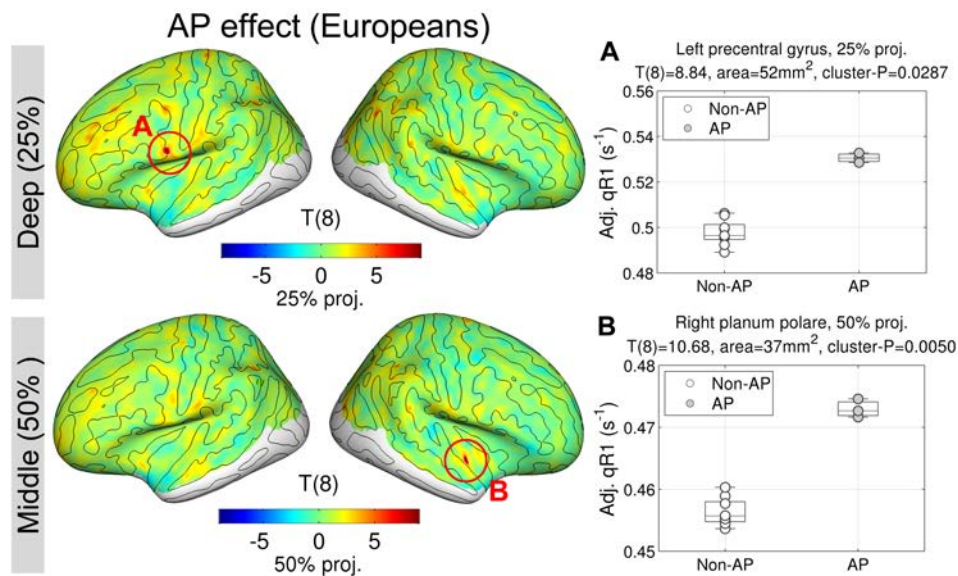 AP effect (Europeans)
Deep (25%)
A
T(8)
-5 0 5
25% proj.
Middle (50%)
B
T(8)
-5 0 5
50% proj.
A
Left precentral gyrus, 25% proj.
T(8)=8.84, area=52mm², cluster-P=0.0287
Adj. qR1 (s⁻¹)
0.56
0.54
0.52
0.5
0.48
Non-AP
AP
Non-AP AP
B
Right planum polare, 50% proj.
T(8)=10.68, area=37mm², cluster-P=0.0050
Adj. qR1 (s⁻¹)
0.48
0.47
0.46
0.45
Non-AP
AP
Non-AP AP